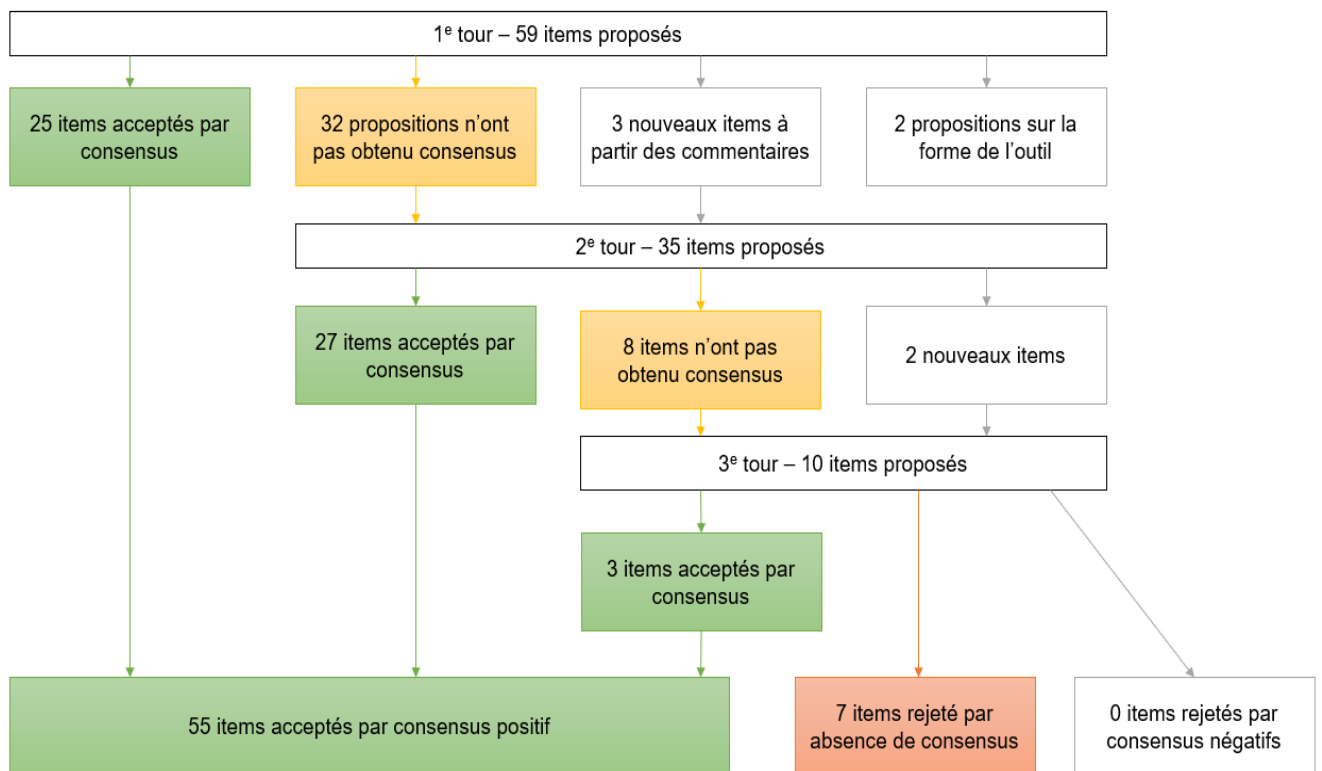 1e tour – 59 items proposés
25 items acceptés par
consensus
32 propositions n’ont
pas obtenu consensus
3 nouveaux items à
partir des commentaires
2 propositions sur la
forme de l’outil
2e tour – 35 items proposés
27 items acceptés par
consensus
8 items n’ont pas
obtenu consensus
2 nouveaux items
3e tour – 10 items proposés
3 items acceptés par
consensus
55 items acceptés par consensus positif
7 items rejeté par
absence de consensus
0 items rejetés par
consensus négatifs